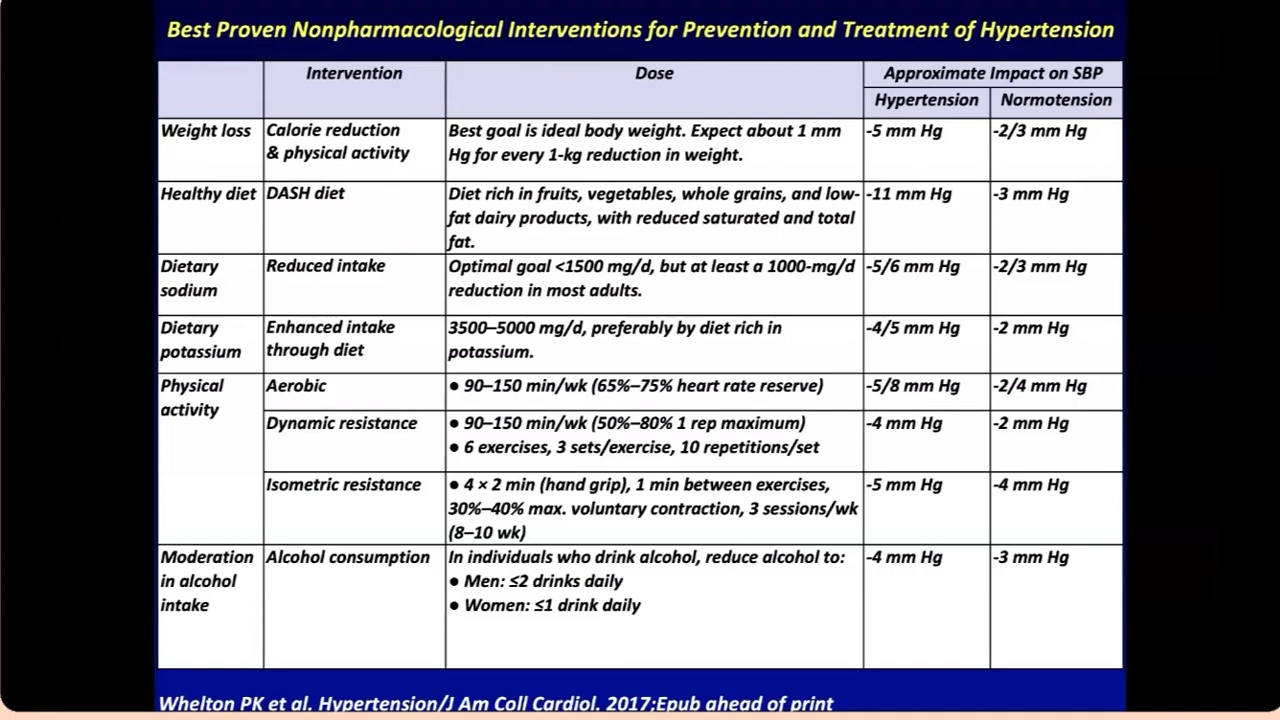 Best Proven Nonpharmacological Interventions for Prevention and Treatment of Hypertension
Intervention
Dose
Approximate Impact on SBP
Hypertension
Normotension
Weight loss
Calorie reduction
& physical activity
Best goal is ideal body weight. Expect about 1 mm
Hg for every 1-kg reduction in weight.
-5 mm Hg
-2/3 mm Hg
Healthy diet
DASH diet
Diet rich in fruits, vegetables, whole grains, and low-
fat dairy products, with reduced saturated and total
fat.
-11 mm Hg
-3 mm Hg
Dietary
sodium
Reduced intake
Optimal goal <1500 mg/d, but at least a 1000-mg/d
reduction in most adults.
-5/6 mm Hg
-2/3 mm Hg
Dietary
potassium
Enhanced intake
through diet
3500–5000 mg/d, preferably by diet rich in
potassium.
-4/5 mm Hg
-2 mm Hg
Physical
activity
Aerobic
● 90–150 min/wk (65%–75% heart rate reserve)
-5/8 mm Hg
-2/4 mm Hg
Dynamic resistance
● 90–150 min/wk (50%–80% 1 rep maximum)
● 6 exercises, 3 sets/exercise, 10 repetitions/set
-4 mm Hg
-2 mm Hg
Isometric resistance
● 4 × 2 min (hand grip), 1 min between exercises,
30%–40% max. voluntary contraction, 3 sessions/wk
(8–10 wk)
-5 mm Hg
-4 mm Hg
Moderation
in alcohol
intake
Alcohol consumption
In individuals who drink alcohol, reduce alcohol to:
● Men: ≤2 drinks daily
● Women: ≤1 drink daily
-4 mm Hg
-3 mm Hg
Whelton PK et al. Hypertension/J Am Coll Cardiol. 2017;Epub ahead of print